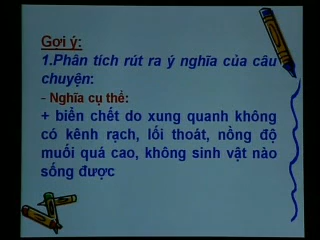 Gợi ý:
1.Phân tích rút ra ý nghĩa của câu
chuyện:
- Nghĩa cụ thể:
+ biển chết do xung quanh không
có kênh rạch, lối thoát, nồng độ
muối quá cao, không sinh vật nào
sống được